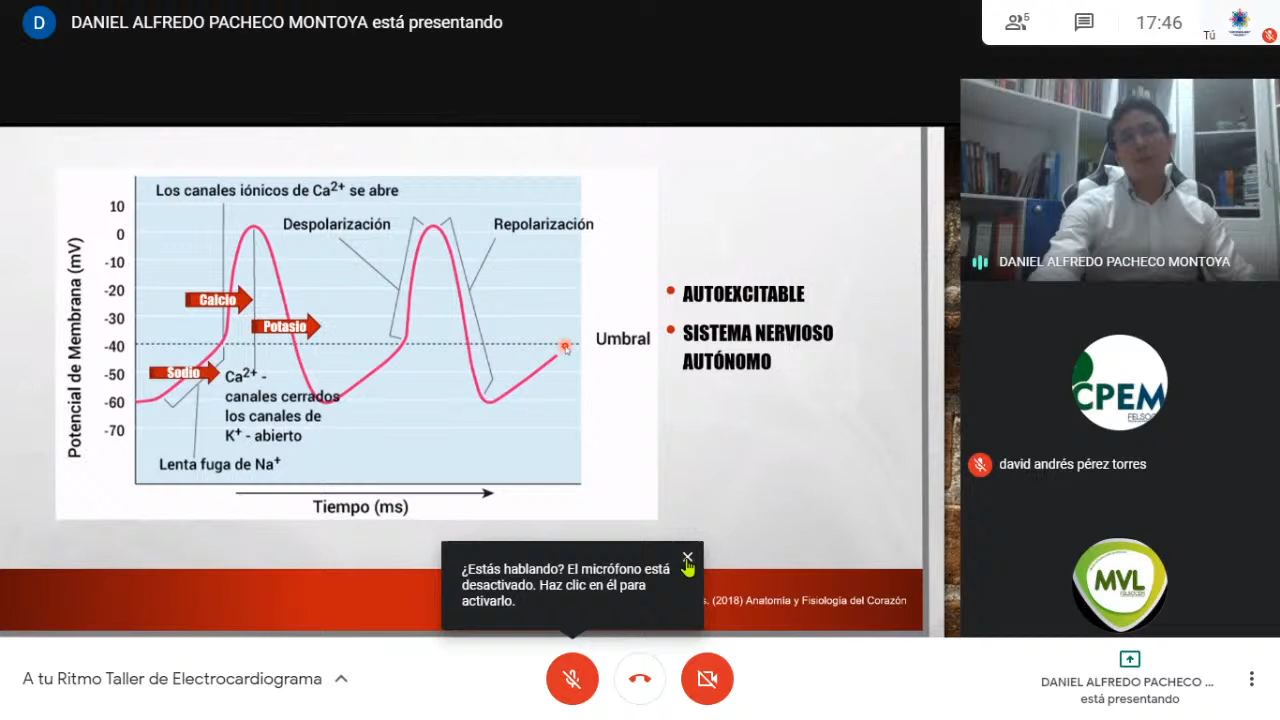 D
DANIEL ALFREDO PACHECO MONTOYA está presentando
5
17:46
Tú
Los canales iónicos de Ca2+ se abre
Despolarización
Repolarización
Potencial de Membrana (mV)
10
0
-10
-20
-30
-40
-50
-60
-70
Calcio
Potasio
Sodio
Umbral
Ca2+ -
canales cerrados
los canales de
K+ - abierto
Lenta fuga de Na+
Tiempo (ms)
• AUTOEXCITABLE
• SISTEMA NERVIOSO
AUTÓNOMO
DANIEL ALFREDO PACHECO MONTOYA
CPEM
FELSOCEM
david andrés pérez torres
MVL
¿Estás hablando? El micrófono está
desactivado. Haz clic en él para
activarlo.
s. (2018) Anatomía y Fisiología del Corazón
A tu Ritmo Taller de Electrocardiograma
DANIEL ALFREDO PACHECO ...
está presentando